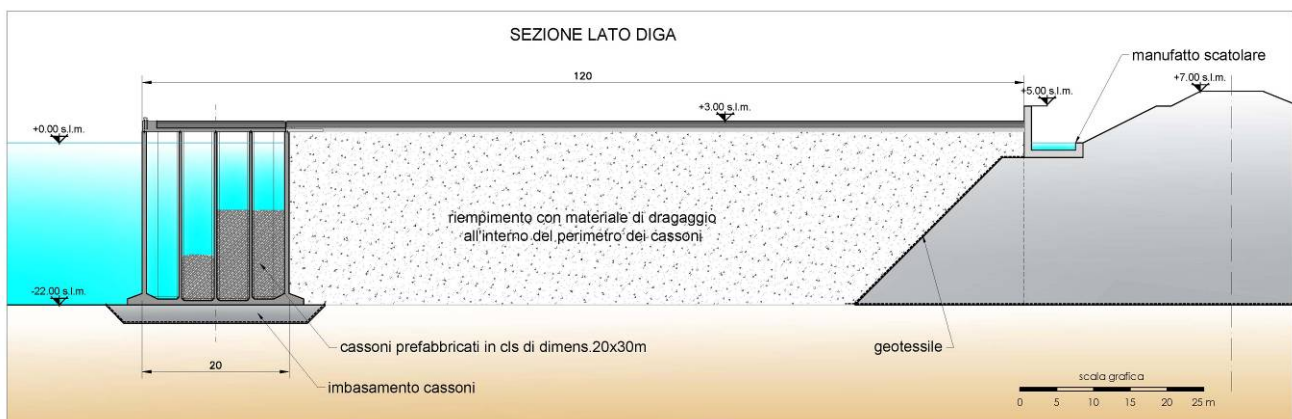 SEZIONE LATO DIGA
manufatto scatolare
120
+7.00 s.l.m.
+5.00 s.l.m.
+3.00 s.l.m.
+0.00 s.l.m.
riempimento con materiale di dragaggio
all'interno del perimetro dei cassoni
-22.00 s.l.m.
cassoni prefabbricati in cls di dimens.20x30m
geotessile
20
imbasamento cassoni
scala grafica
0 5 10 15 20 25 m